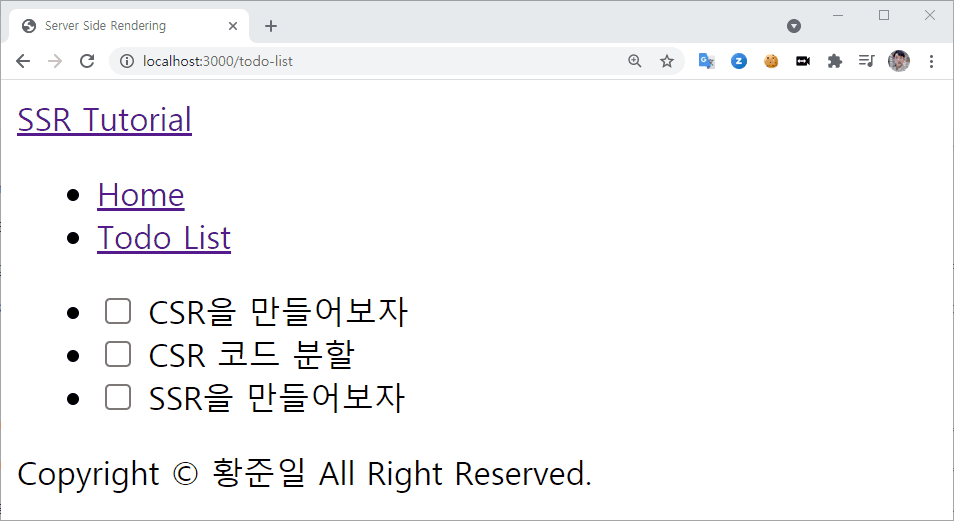 Server Side Rendering
localhost:3000/todo-list
SSR Tutorial
Home
Todo List
CSR을 만들어보자
CSR 코드 분할
SSR을 만들어보자
Copyright © 황준일 All Right Reserved.